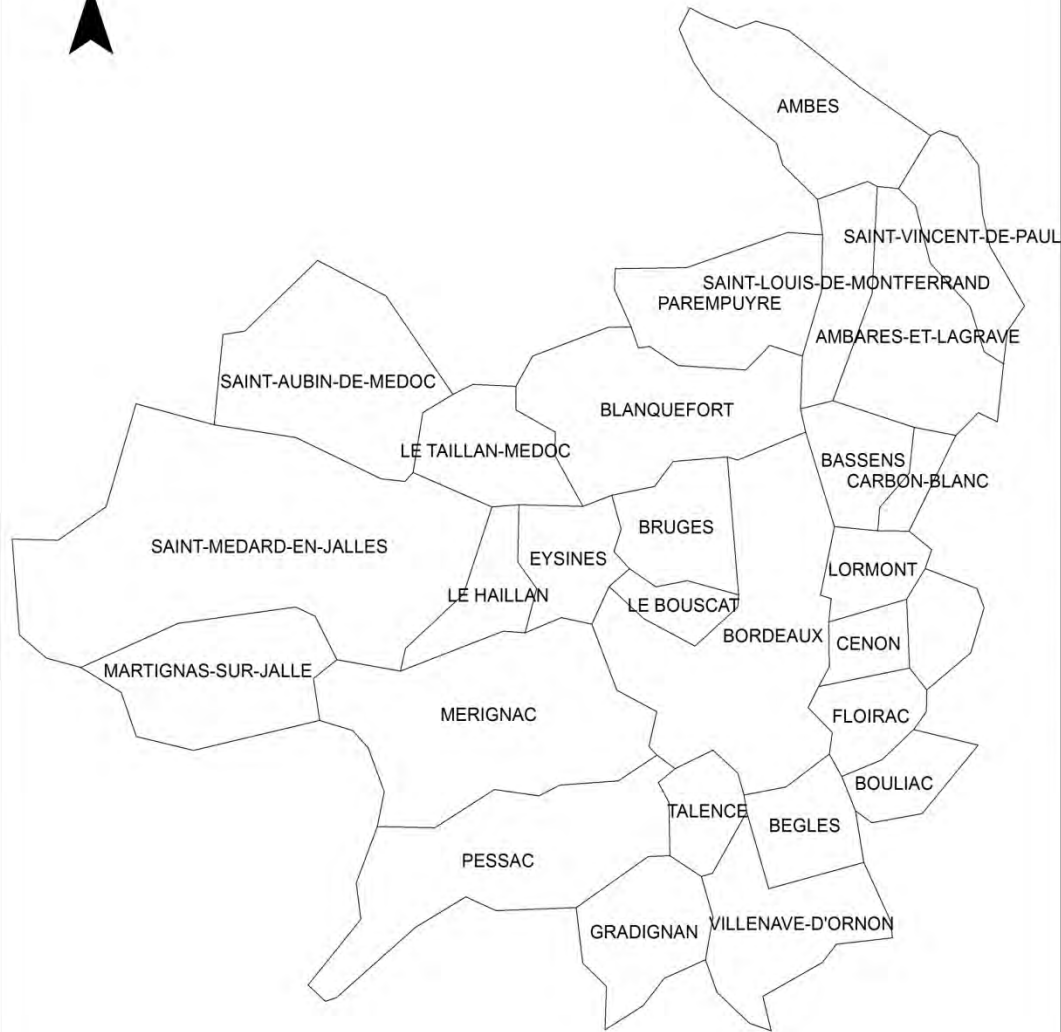 AMBES
SAINT-VINCENT-DE-PAUL
SAINT-LOUIS-DE-MONTFERRAND
PAREMPUYRE
AMBARES-ET-LAGRAVE
SAINT-AUBIN-DE-MEDOC
BLANQUEFORT
LE TAILLAN-MEDOC
BASSENS
CARBON-BLANC
BRUGES
SAINT-MEDARD-EN-JALLES
EYSINES
LORMONT
LE HAILLAN
LE BOUSCAT
BORDEAUX
CENON
MARTIGNAS-SUR-JALLE
MERIGNAC
FLOIRAC
BOULIAC
TALENCE
BEGLES
PESSAC
VILLENAVE-D'ORNON
GRADIGNAN